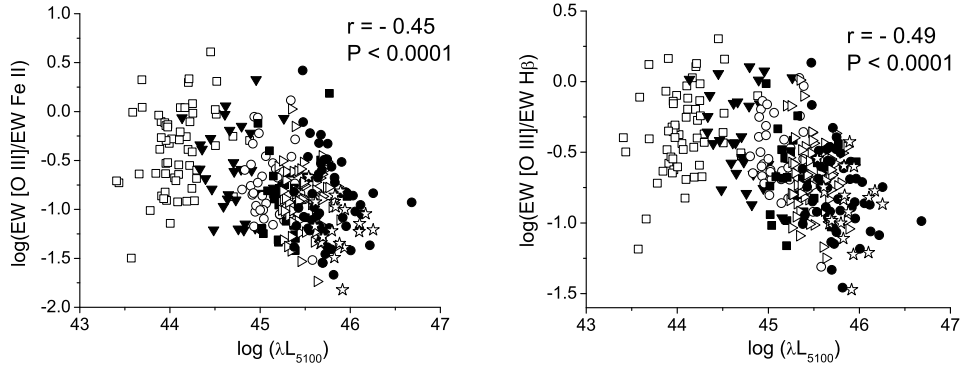 r = - 0.45
P < 0.0001
log(EW [O III]/EW Fe II)
1.0
0.5
0.0
-0.5
-1.0
-1.5
-2.0
43 44 45 46 47
log (λL5100)
r = - 0.49
P < 0.0001
log(EW [O III]/EW Hβ)
0.5
0.0
-0.5
-1.0
-1.5
43 44 45 46 47
log (λL5100)